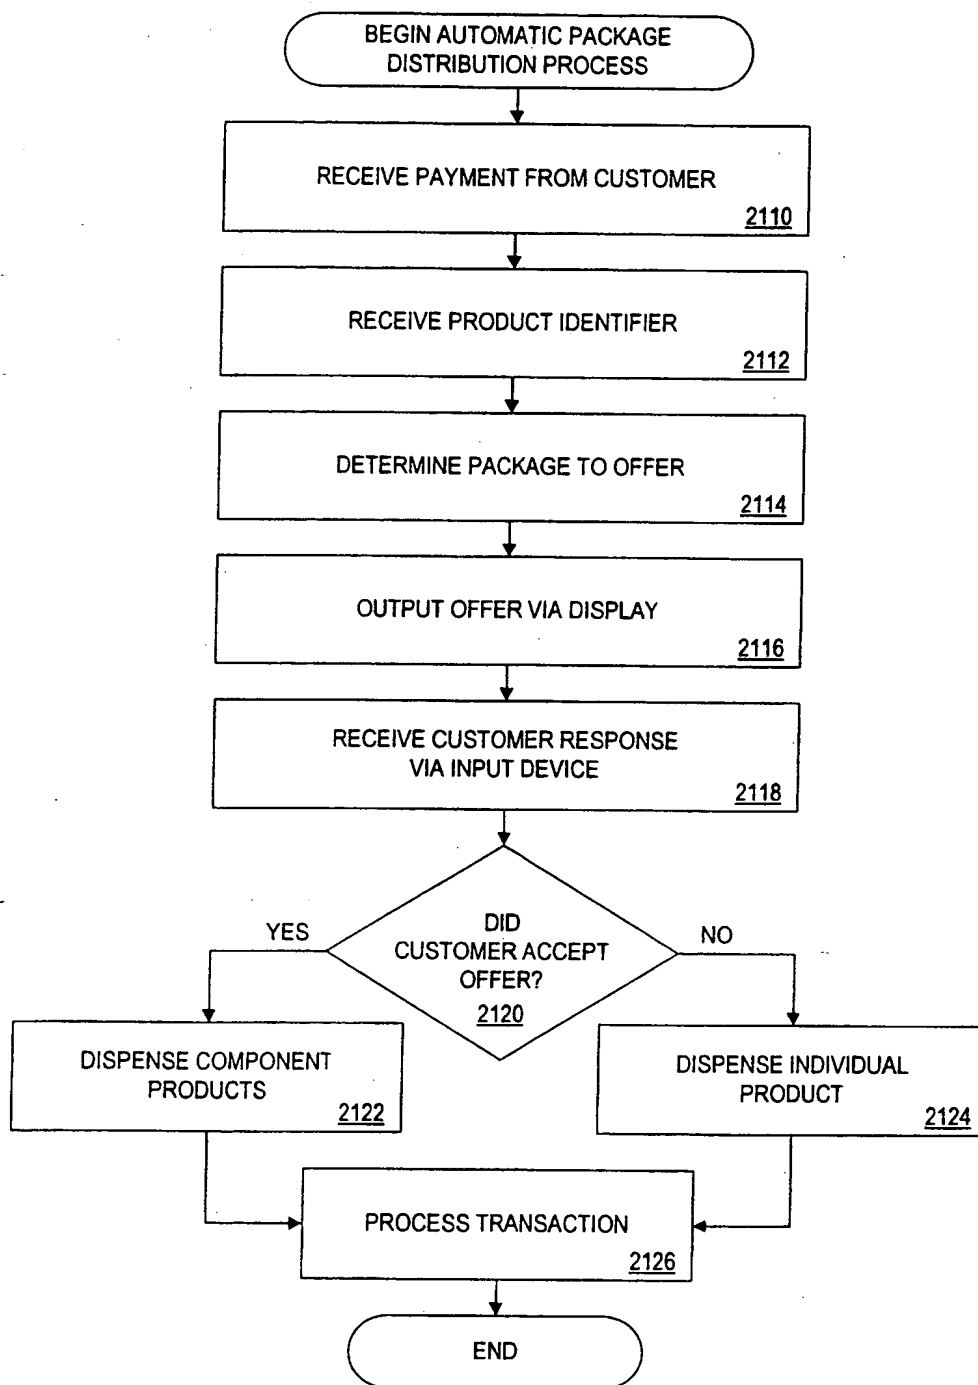 BEGIN AUTOMATIC PACKAGE
DISTRIBUTION PROCESS
RECEIVE PAYMENT FROM CUSTOMER
2110
RECEIVE PRODUCT IDENTIFIER
2112
DETERMINE PACKAGE TO OFFER
2114
OUTPUT OFFER VIA DISPLAY
2116
RECEIVE CUSTOMER RESPONSE
VIA INPUT DEVICE
2118
DID
CUSTOMER ACCEPT
OFFER?
2120
YES
NO
DISPENSE COMPONENT
PRODUCTS
2122
DISPENSE INDIVIDUAL
PRODUCT
2124
PROCESS TRANSACTION
2126
END